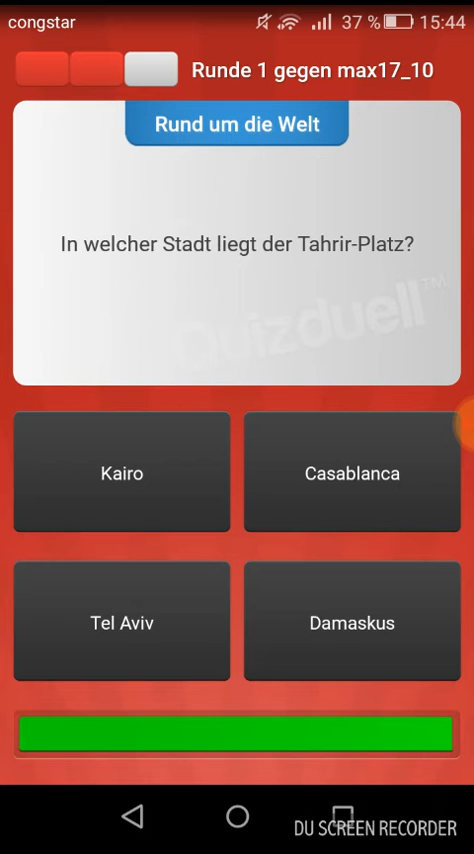 congstar 37 % 15:44
Runde 1 gegen max17_10
Rund um die Welt
In welcher Stadt liegt der Tahrir-Platz?
Quizduell™
Kairo
Casablanca
Tel Aviv
Damaskus
DU SCREEN RECORDER